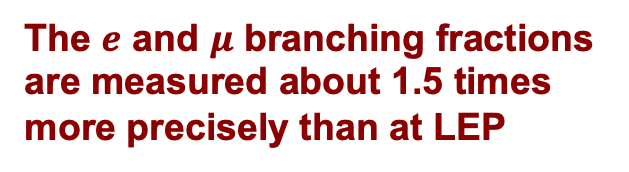 The e and μ branching fractions
are measured about 1.5 times
more precisely than at LEP